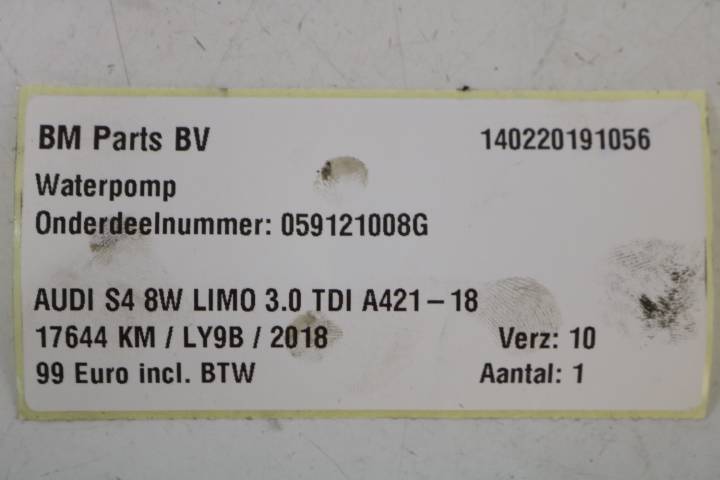 BM Parts BV 140220191056
Waterpomp
Onderdeelnummer: 059121008G
AUDI S4 8W LIMO 3.0 TDI A421-18
17644 KM / LY9B / 2018 Verz: 10
99 Euro incl. BTW Aantal: 1